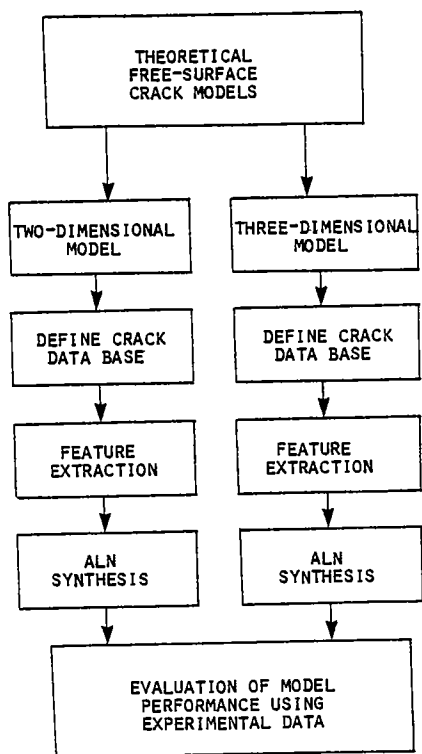 THEORETICAL
FREE-SURFACE
CRACK MODELS
TWO-DIMENSIONAL
MODEL
THREE-DIMENSIONAL
MODEL
DEFINE CRACK
DATA BASE
DEFINE CRACK
DATA BASE
FEATURE
EXTRACTION
FEATURE
EXTRACTION
ALN
SYNTHESIS
ALN
SYNTHESIS
EVALUATION OF MODEL
PERFORMANCE USING
EXPERIMENTAL DATA